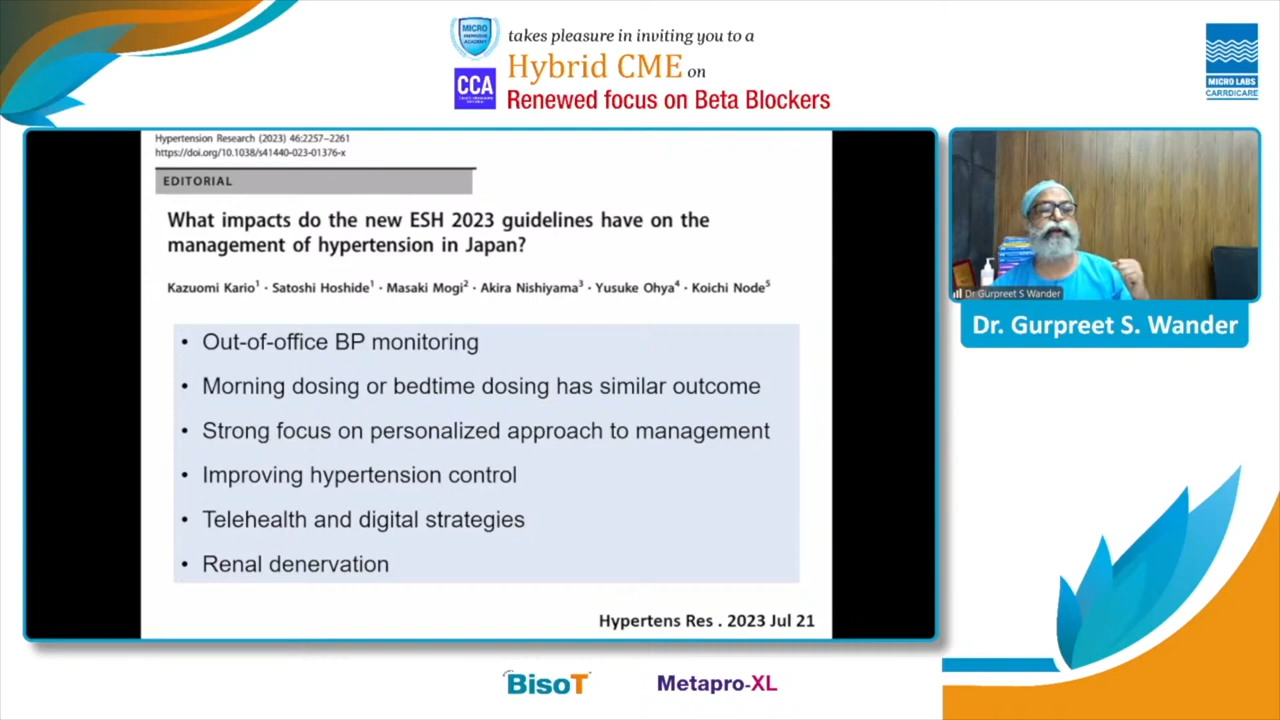 MICRO
KNOWLEDGE
ACADEMY
takes pleasure in inviting you to a
CCA
Hybrid CME on
Renewed focus on Beta Blockers
MICRO LABS
CARRDICARE
Hypertension Research (2023) 46:2257–2261
https://doi.org/10.1038/s41440-023-01376-x
EDITORIAL
What impacts do the new ESH 2023 guidelines have on the
management of hypertension in Japan?
Kazuomi Kario1 · Satoshi Hoshide1 · Masaki Mogi2 · Akira Nishiyama3 · Yusuke Ohya4 · Koichi Node5
• Out-of-office BP monitoring
• Morning dosing or bedtime dosing has similar outcome
• Strong focus on personalized approach to management
• Improving hypertension control
• Telehealth and digital strategies
• Renal denervation
Hypertens Res . 2023 Jul 21
Dr Gurpreet S Wander
Dr. Gurpreet S. Wander
BisoT
Metapro-XL